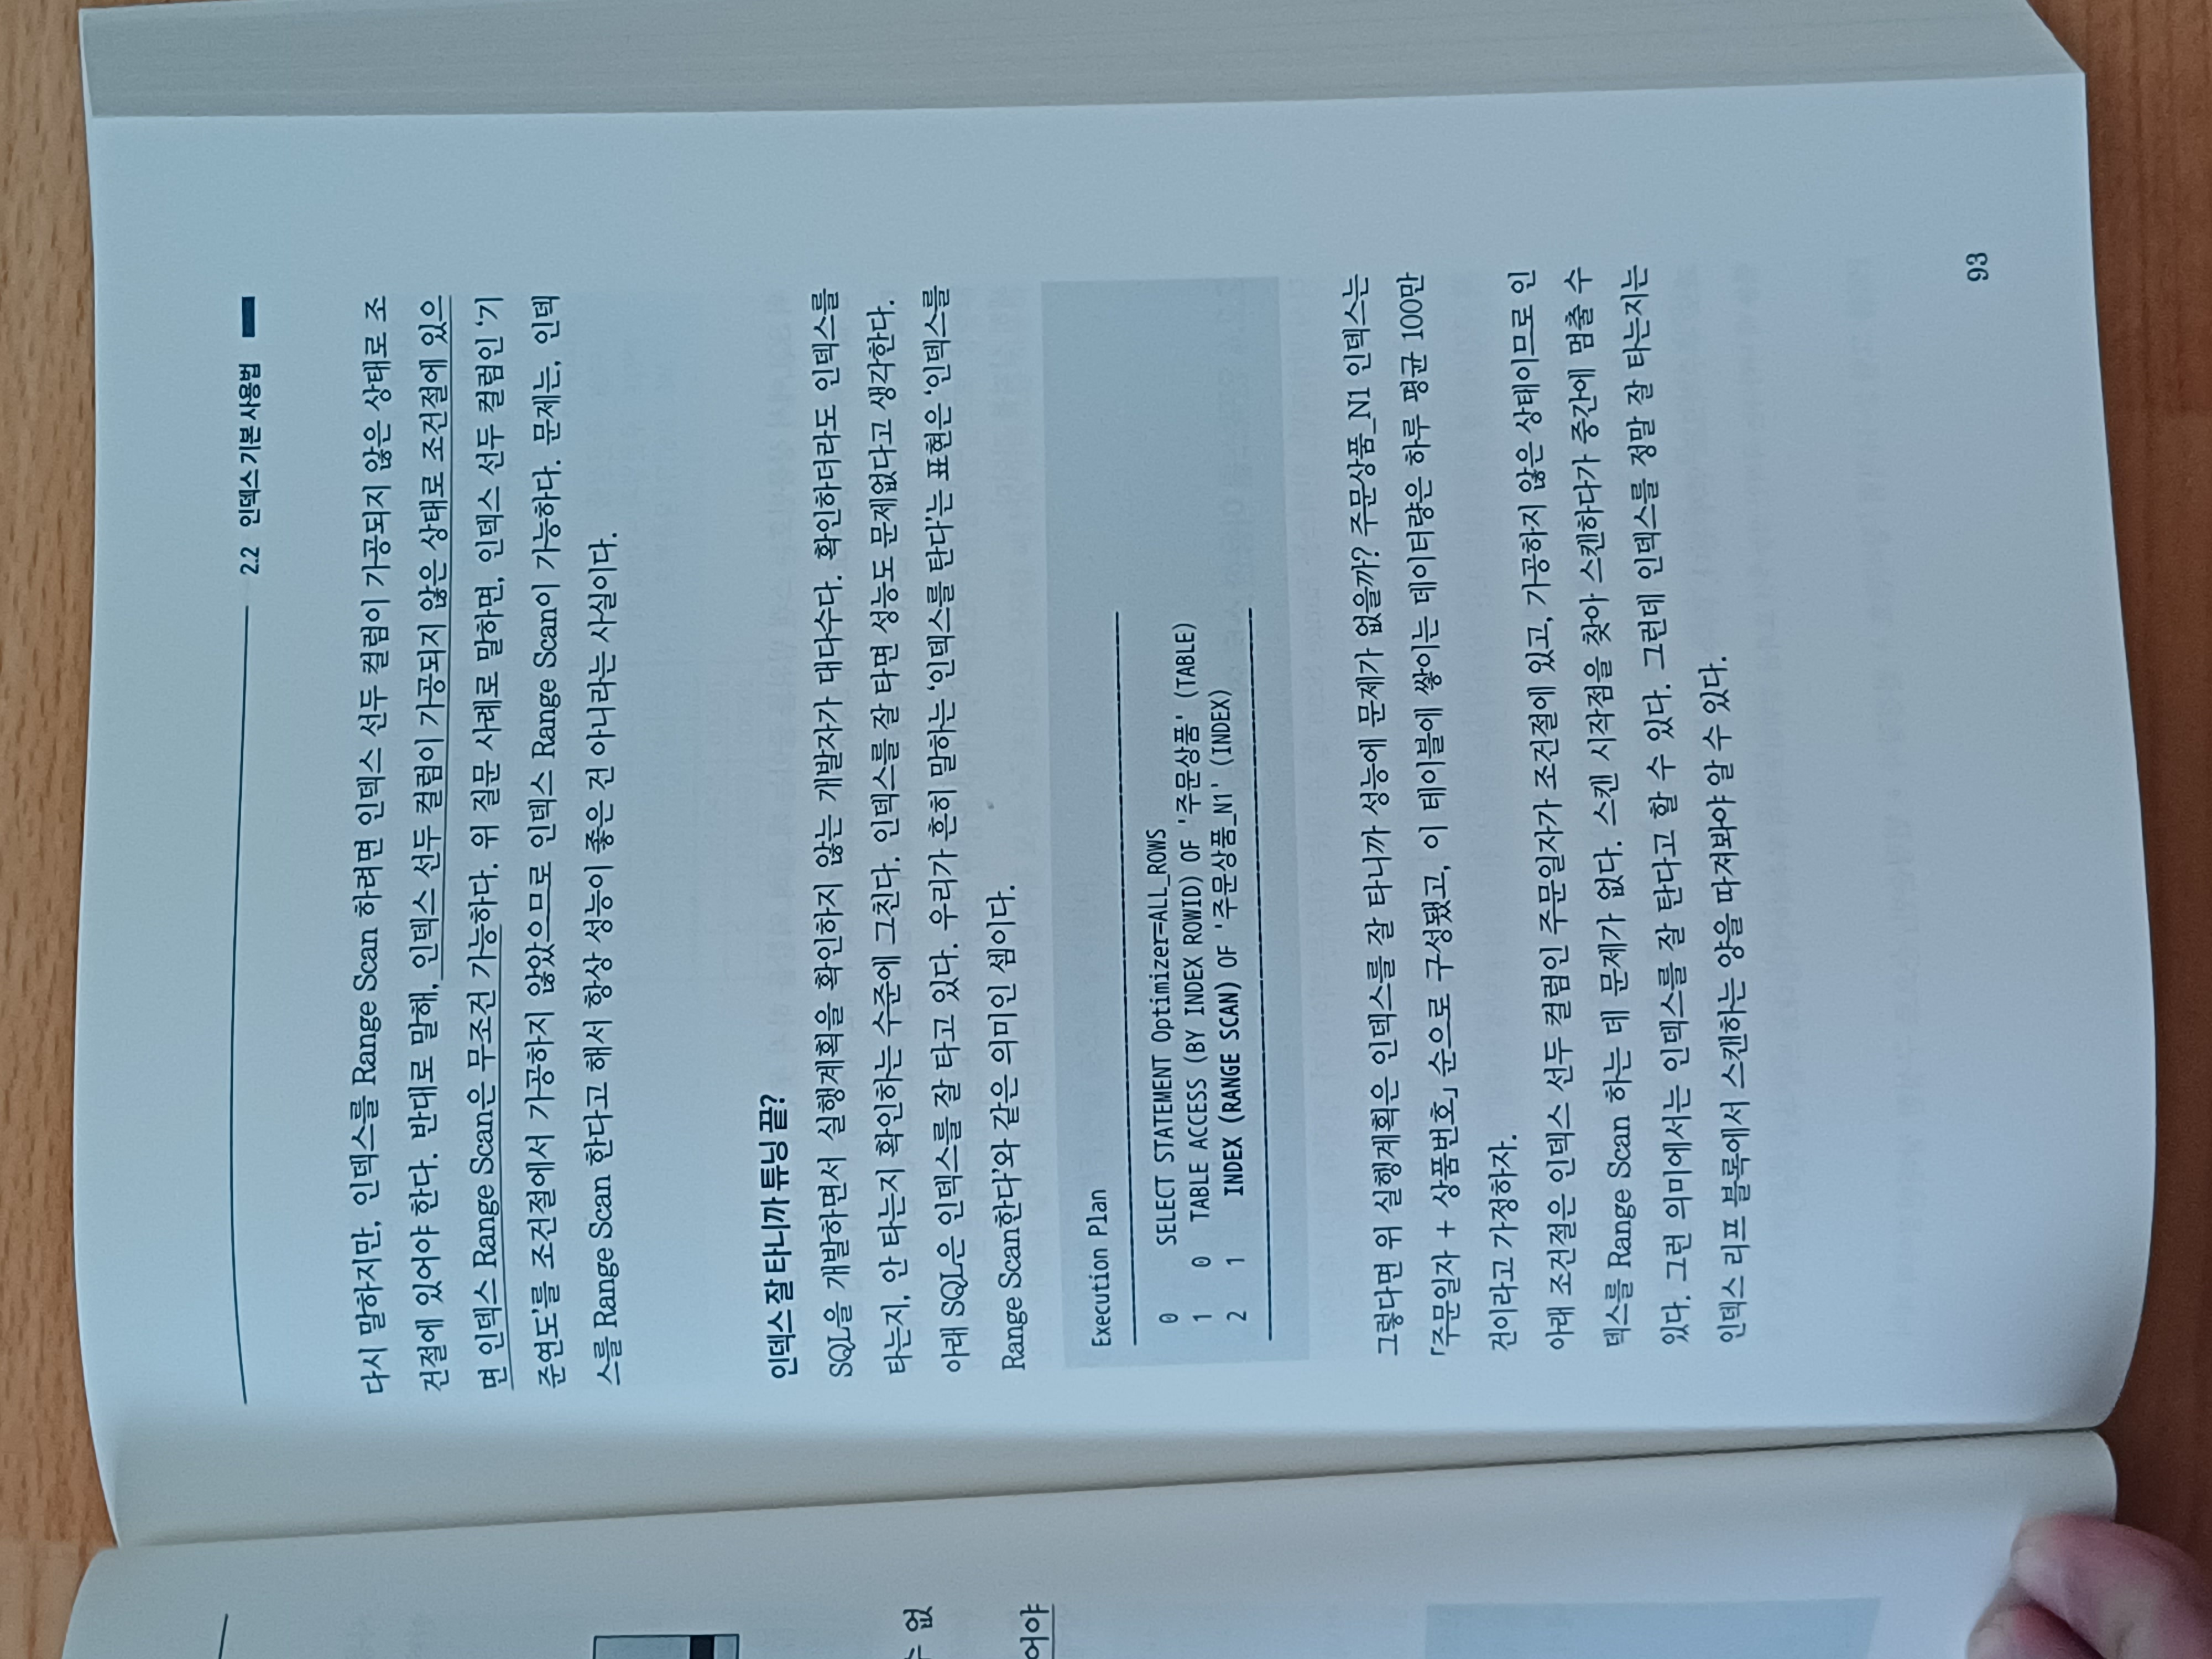 수 없
어야
2.2 인덱스 기본 사용법
다시 말하지만, 인덱스를 Range Scan 하려면 인덱스 선두 컬럼이 가공되지 않은 상태로 조
건절에 있어야 한다. 반대로 말해, 인덱스 선두 컬럼이 가공되지 않은 상태로 조건절에 있으
면 인덱스 Range Scan은 무조건 가능하다. 위 질문 사례로 말하면, 인덱스 선두 컬럼인 ‘기
준연도’를 조건절에서 가공하지 않았으므로 인덱스 Range Scan이 가능하다. 문제는, 인덱
스를 Range Scan 한다고 해서 항상 성능이 좋은 건 아니라는 사실이다.
인덱스 잘 타니까 튜닝 끝?
SQL을 개발하면서 실행계획을 확인하지 않는 개발자가 대다수다. 확인하더라도 인덱스를
타는지, 안 타는지 확인하는 수준에 그친다. 인덱스를 잘 타면 성능도 문제없다고 생각한다.
아래 SQL은 인덱스를 잘 타고 있다. 우리가 흔히 말하는 ‘인덱스를 탄다’는 표현은 ‘인덱스를
Range Scan한다’와 같은 의미인 셈이다.
Execution Plan
0 SELECT STATEMENT Optimizer=ALL_ROWS
1 0 TABLE ACCESS (BY INDEX ROWID) OF '주문상품' (TABLE)
2 1 INDEX (RANGE SCAN) OF '주문상품_N1' (INDEX)
그렇다면 위 실행계획은 인덱스를 잘 타니까 성능에 문제가 없을까? 주문상품_N1 인덱스는
「주문일자 + 상품번호」 순으로 구성됐고, 이 테이블에 쌓이는 데이터량은 하루 평균 100만
건이라고 가정하자.
아래 조건절은 인덱스 선두 컬럼인 주문일자가 조건절에 있고, 가공하지 않은 상태이므로 인
덱스를 Range Scan 하는 데 문제가 없다. 스캔 시작점을 찾아 스캔하다가 중간에 멈출 수
있다. 그런 의미에서는 인덱스를 잘 탄다고 할 수 있다. 그런데 인덱스를 정말 잘 타는지는
인덱스 리프 블록에서 스캔하는 양을 따져봐야 알 수 있다.
93